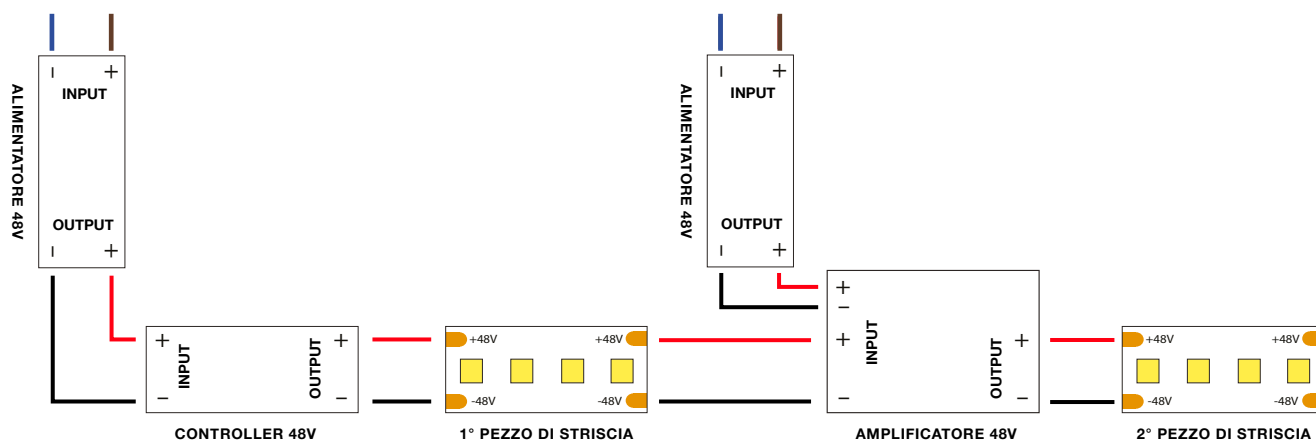 ALIMENTATORE 48V
– +
INPUT
OUTPUT
– +
+ +
INPUT OUTPUT
– –
CONTROLLER 48V
+48V +48V
-48V -48V
1° PEZZO DI STRISCIA
ALIMENTATORE 48V
– +
INPUT
OUTPUT
– +
+
–
+ +
INPUT OUTPUT
– –
AMPLIFICATORE 48V
+48V +48V
-48V -48V
2° PEZZO DI STRISCIA